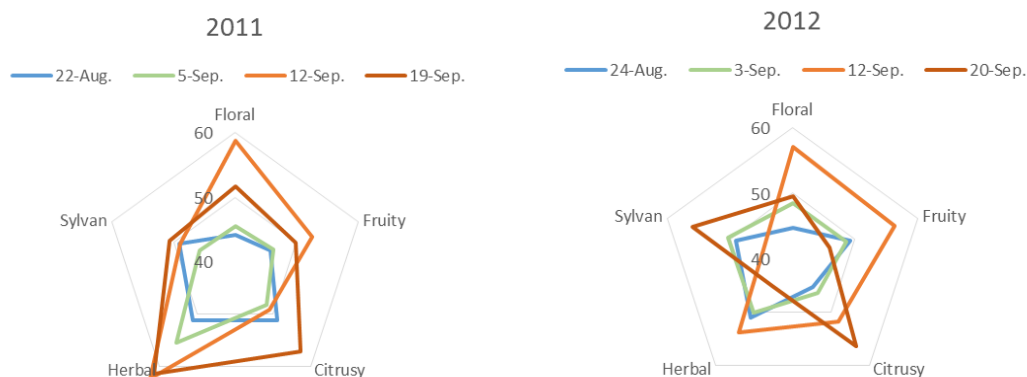 2011
22-Aug. 5-Sep. 12-Sep. 19-Sep.
Floral
60
50
40
Sylvan
Fruity
Herbal
Citrusy
2012
24-Aug. 3-Sep. 12-Sep. 20-Sep.
Floral
60
50
40
Sylvan
Fruity
Herbal
Citrusy